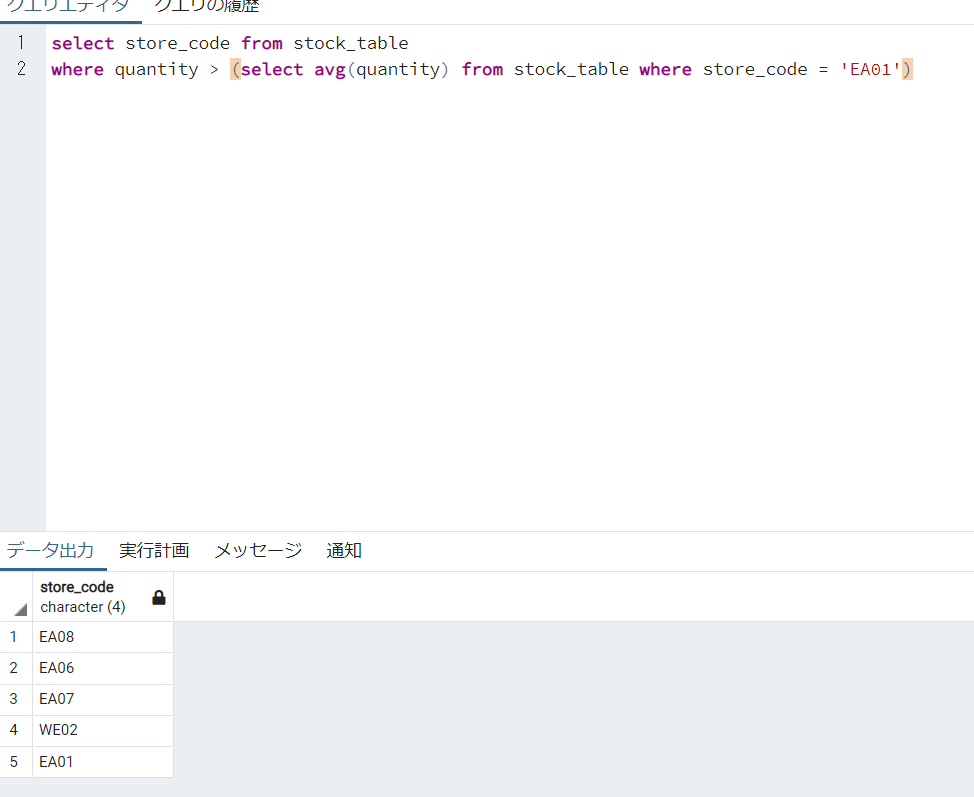 クエリエディタ クエリの履歴
1 select store_code from stock_table
2 where quantity > (select avg(quantity) from stock_table where store_code = 'EA01')
データ出力 実行計画 メッセージ 通知
store_code
character (4)
1 EA08
2 EA06
3 EA07
4 WE02
5 EA01